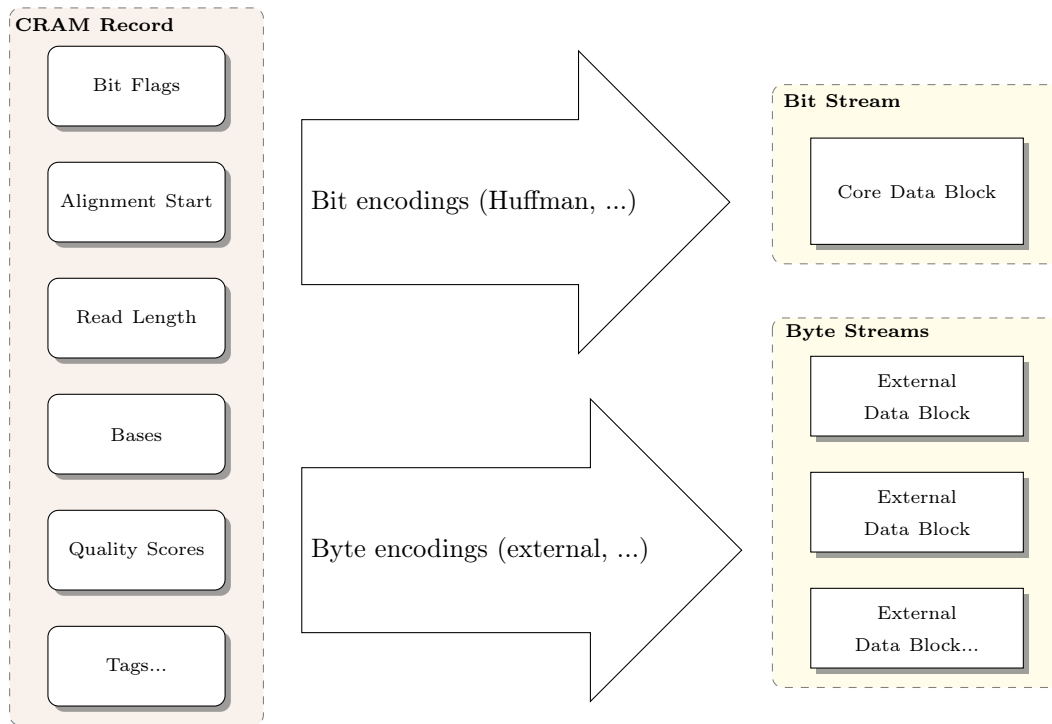 CRAM Record
Bit Flags
Alignment Start
Read Length
Bases
Quality Scores
Tags...
Bit encodings (Huffman, ...)
Byte encodings (external, ...)
Bit Stream
Core Data Block
Byte Streams
External
Data Block
External
Data Block
External
Data Block...